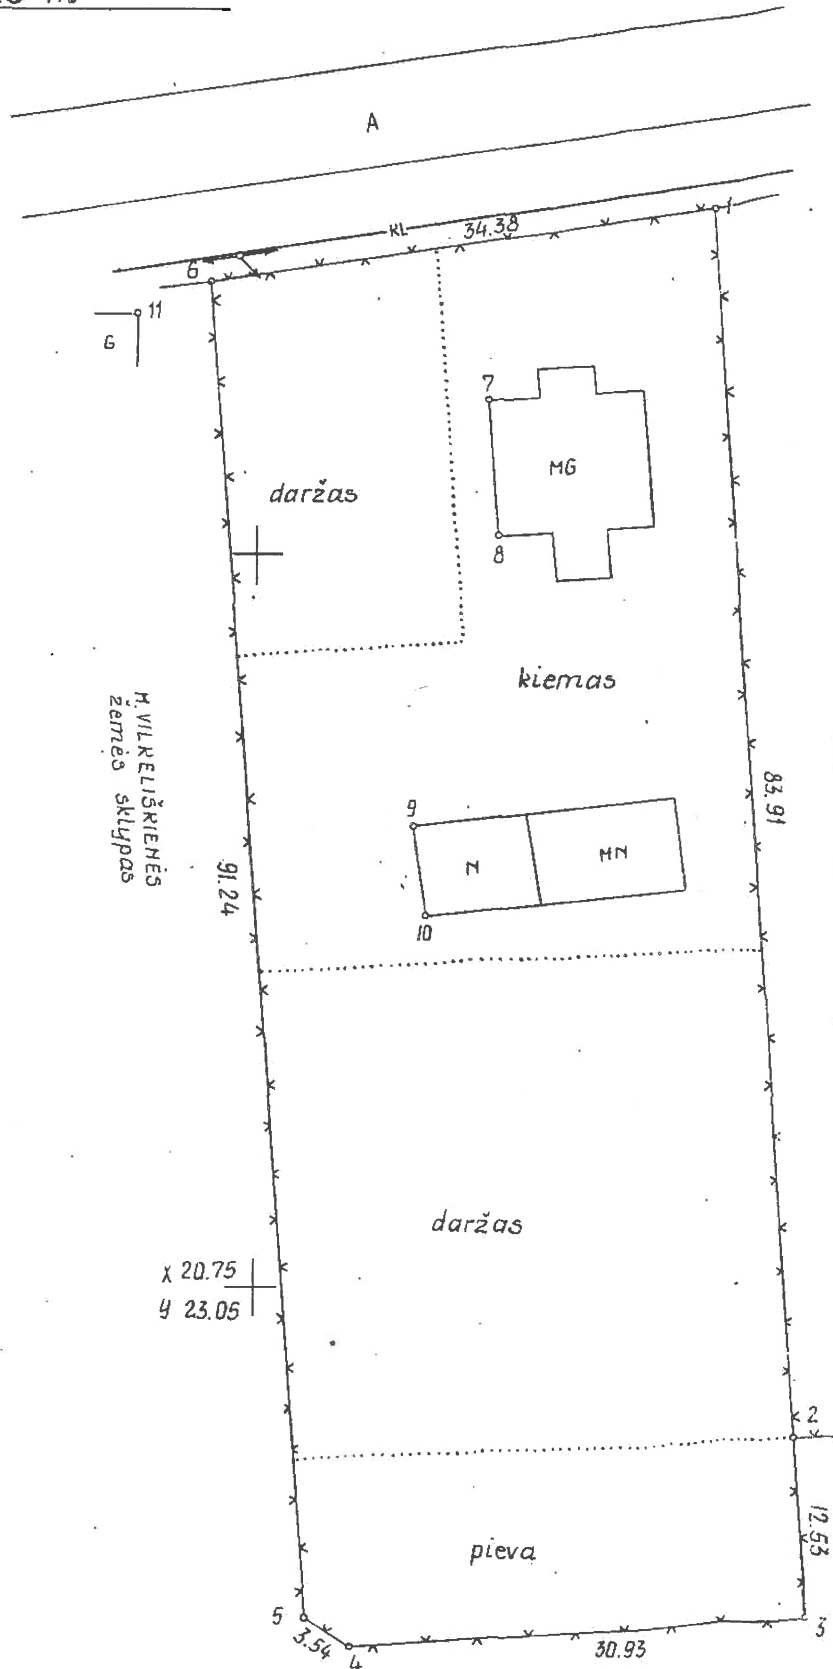 A
KL
34.38
1
6
11
G
7
MG
daržas
8
kiemas
M. VILKELIŠKIENĖS
žemės sklypas
83.91
9
N
MN
91.24
10
daržas
X 20.75
Y 23.05
2
pieva
12.53
5
3.54
4
30.93
3